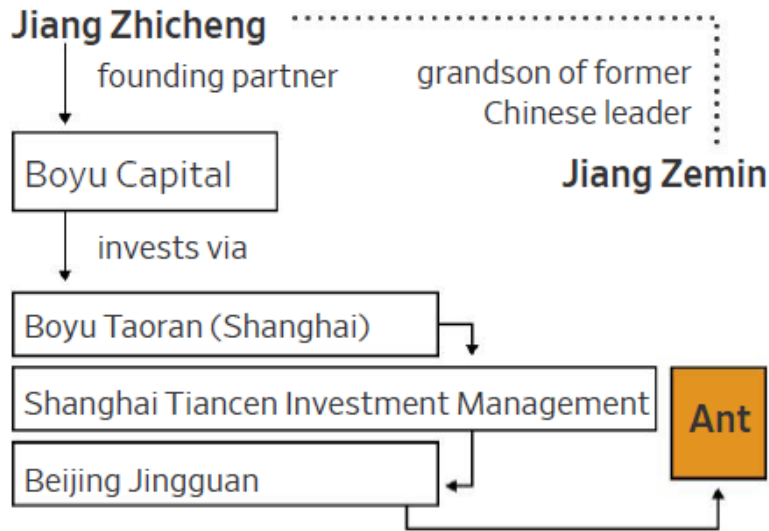 Jiang Zhicheng
founding partner
grandson of former
Chinese leader
Boyu Capital
Jiang Zemin
invests via
Boyu Taoran (Shanghai)
Shanghai Tiancen Investment Management
Ant
Beijing Jingguan